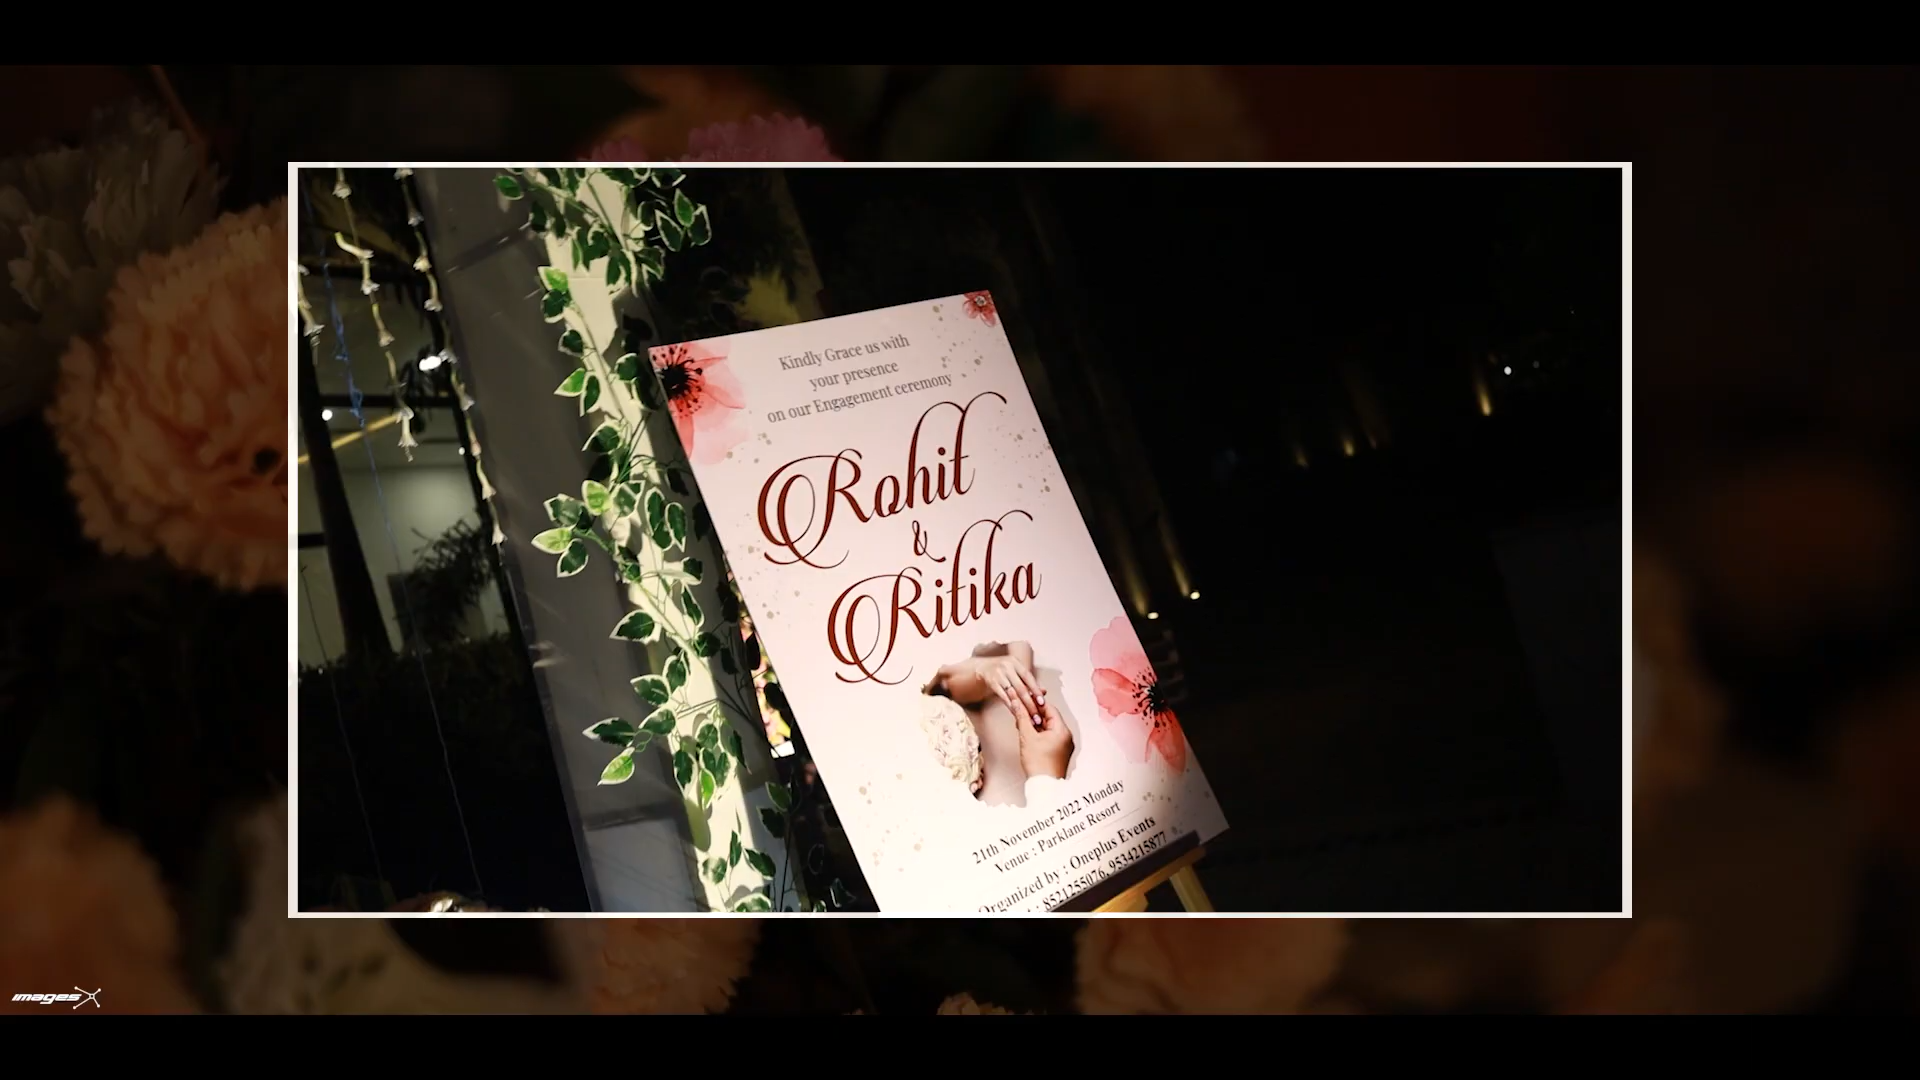 Kindly Grace us with
your presence
on our Engagement ceremony
Rohit
&
Ritika
21th November 2022 Monday
Venue : Parklane Resort
Organized by : Oneplus Events
: 8521255076, 9534215877
imagesX